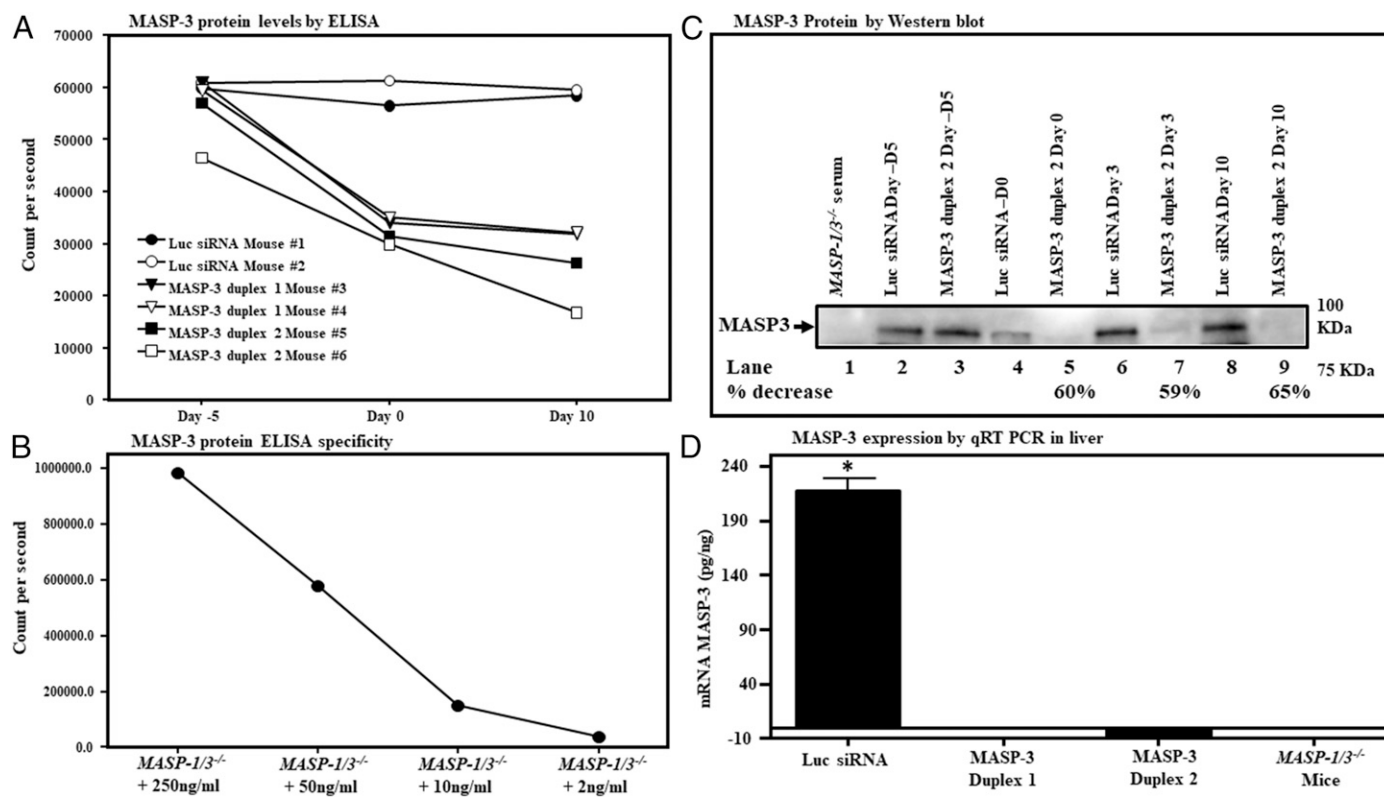 A
MASP-3 protein levels by ELISA
70000
60000
50000
40000
30000
20000
10000
0
Count per second
Luc siRNA Mouse #1
Luc siRNA Mouse #2
MASP-3 duplex 1 Mouse #3
MASP-3 duplex 1 Mouse #4
MASP-3 duplex 2 Mouse #5
MASP-3 duplex 2 Mouse #6
Day -5
Day 0
Day 10
B
MASP-3 protein ELISA specificity
1000000.0
800000.0
600000.0
400000.0
200000.0
0.0
Count per second
MASP-1/3-/-
+ 250ng/ml
MASP-1/3-/-
+ 50ng/ml
MASP-1/3-/-
+ 10ng/ml
MASP-1/3-/-
+ 2ng/ml
C
MASP-3 Protein by Western blot
MASP-1/3-/- serum
Luc siRNADay –D5
MASP-3 duplex 2 Day –D5
Luc siRNA–D0
MASP-3 duplex 2 Day 0
Luc siRNADay 3
MASP-3 duplex 2 Day 3
Luc siRNADay 10
MASP-3 duplex 2 Day 10
MASP3
100
KDa
Lane 1 2 3 4 5 6 7 8 9 75 KDa
% decrease 60% 59% 65%
D
MASP-3 expression by qRT PCR in liver
240
190
140
90
40
-10
mRNA MASP-3 (pg/ng)
*
Luc siRNA
MASP-3
Duplex 1
MASP-3
Duplex 2
MASP-1/3-/-
Mice